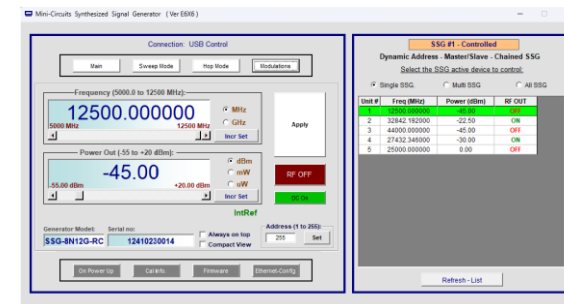 Mini-Circuits Synthesized Signal Generator ( Ver E6X6 )
Connection: USB Control
Main Sweep Mode Hop Mode Modulations
Frequency (5000.0 to 12500 MHz):
12500.000000
5000 MHz 12500 MHz
MHz
GHz
Incr Set
Apply
Power Out (-55 to +20 dBm):
-45.00
-55.00 dBm +20.00 dBm
dBm
mW
uW
Incr Set
RF OFF
DC On
IntRef
Generator Model: Serial no:
SSG-8N12G-RC 12410230014
Always on top
Compact View
Address (1 to 255):
255 Set
On Power Up Cal Info Firmware Ethernet-Config
SSG #1 - Controlled
Dynamic Address - Master/Slave - Chained SSG
Select the SSG active device to control:
Single SSG Multi SSG All SSG
Unit # Freq (MHz) Power (dBm) RF OUT
1 12500.000000 -45.00 OFF
2 32842.192000 -22.50 ON
3 44000.000000 -45.00 OFF
4 27432.346000 -30.00 ON
5 25000.000000 0.00 OFF
Refresh - List